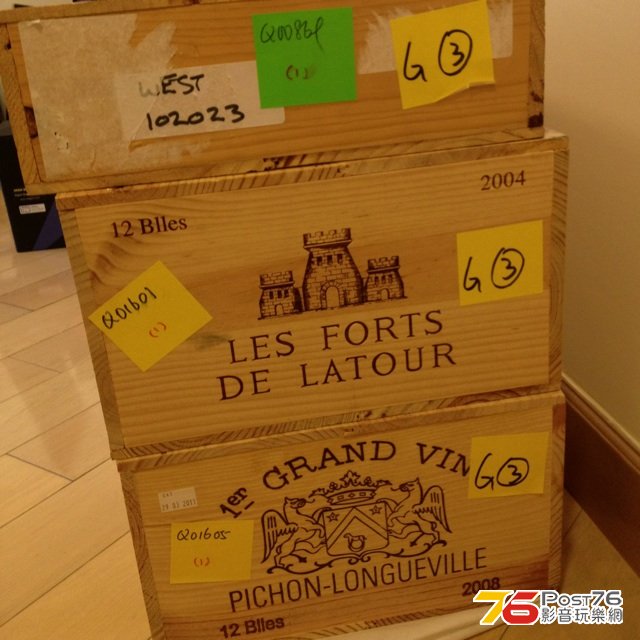 Q00864
(1)
G ③
WEST
102023
2004
12 Blles
Q01601
(1)
G ③
LES FORTS
DE LATOUR
1er GRAND VIN
G ③
Q01605
(1)
PICHON-LONGUEVILLE
2008
12 Blles
76 POST76
影音玩樂網